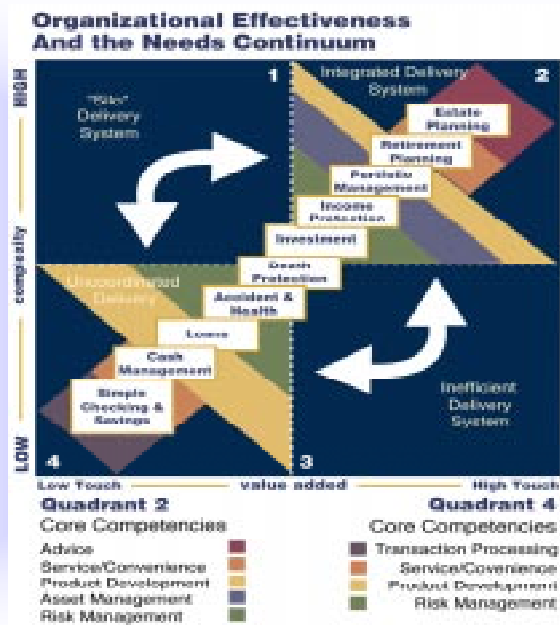 Organizational Effectiveness
And the Needs Continuum
HIGH
complexity
LOW
1
"Silo"
Delivery
System
Integrated Delivery
System
2
Estate
Planning
Retirement
Planning
Portfolio
Management
Income
Protection
Investment
Death
Protection
Accident &
Health
Loans
Cash
Management
Simple
Checking &
Savings
Uncoordinated
Delivery
4
3
Inefficient
Delivery
System
Low Touch
value added
High Touch
Quadrant 2
Core Competencies
Advice
Service/Convenience
Product Development
Asset Management
Risk Management
Quadrant 4
Core Competencies
Transaction Processing
Service/Covenience
Product Development
Risk Management